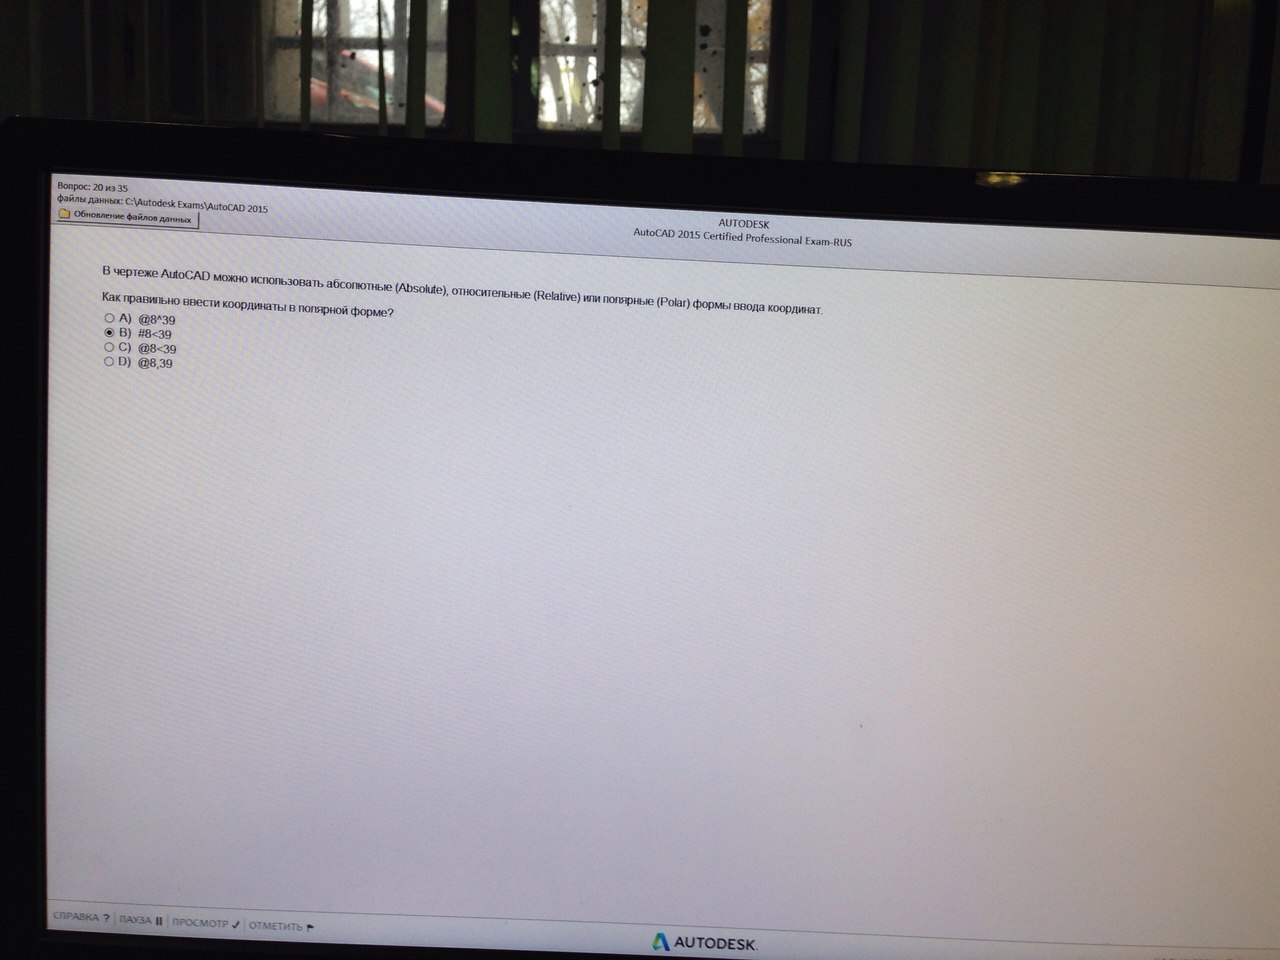 Вопрос: 20 из 35
файлы данных: C:\Autodesk Exams\AutoCAD 2015
Обновление файлов данных
AUTODESK
AutoCAD 2015 Certified Professional Exam-RUS
В чертеже AutoCAD можно использовать абсолютные (Absolute), относительные (Relative) или полярные (Polar) формы ввода координат.
Как правильно ввести координаты в полярной форме?
A) @8^39
B) #8<39
C) @8<39
D) @8,39
СПРАВКА ? ПАУЗА ПРОСМОТР ОТМЕТИТЬ
AUTODESK.